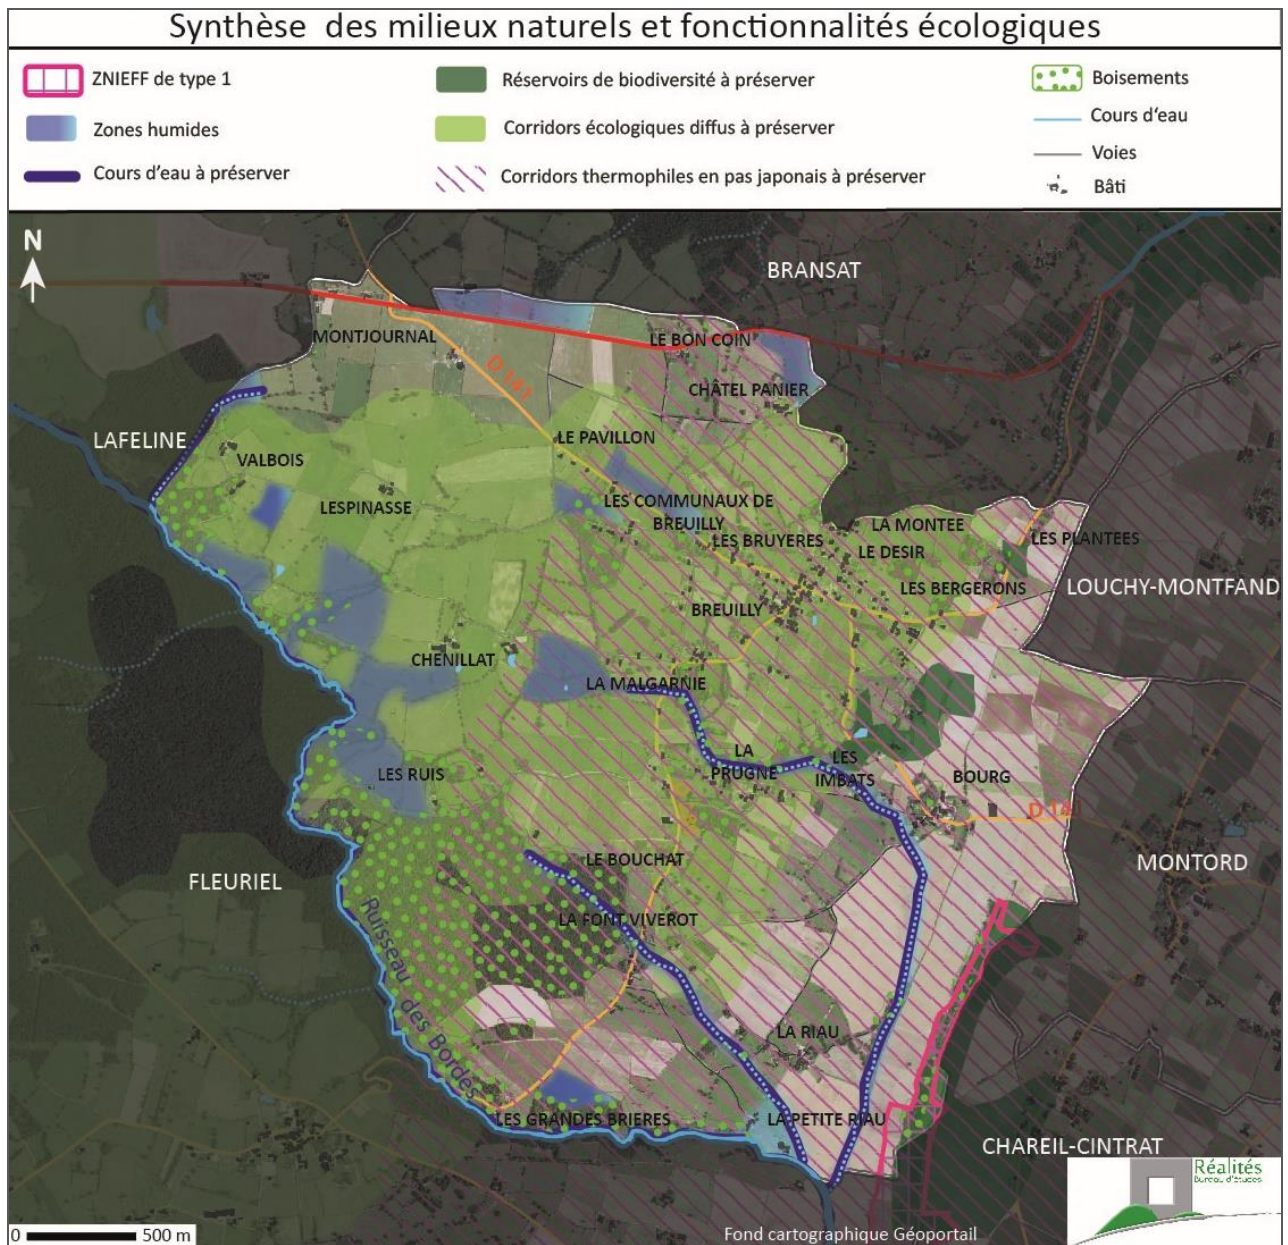 Synthèse des milieux naturels et fonctionnalités écologiques
ZNIEFF de type 1
Réservoirs de biodiversité à préserver
Boisements
Zones humides
Corridors écologiques diffus à préserver
Cours d'eau
Cours d'eau à préserver
Corridors thermophiles en pas japonais à préserver
Voies
Bâti
N
BRANSAT
MONTJOURNAL
LE BON COIN
D 141
CHÂTEL PANIER
LAFELINE
LE PAVILLON
VALBOIS
LESPINASSE
LES COMMUNAUX DE
BREUILLY
LES BRUYERES
LA MONTEE
LE DESIR
LES PLANTEES
LES BERGERONS
LOUCHY-MONTFAND
BREUILLY
CHENILLAT
LA MALGARNIE
LA
PRUGNE
LES
IMBATS
LES RUIS
BOURG
D 141
LE BOUCHAT
MONTORD
FLEURIEL
LA FONT VIVEROT
Ruisseau des Bordes
LA RIAU
LES GRANDES BRIERES
LA PETITE RIAU
CHAREIL-CINTRAT
Réalités
Bureau d'études
0 500 m
Fond cartographique Géoportail